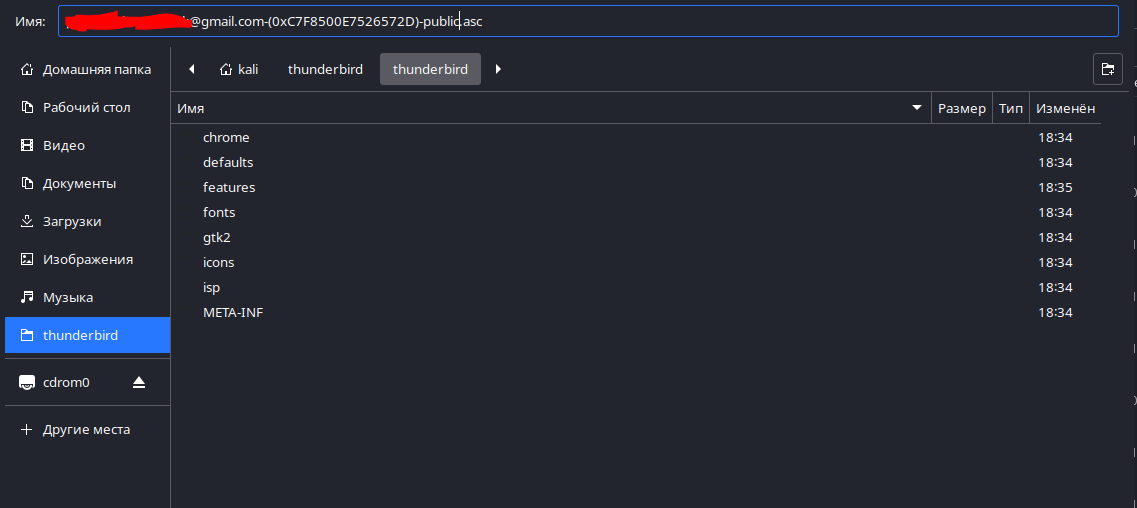 Имя: @gmail.com-(0xC7F8500E7526572D)-public.asc
Домашняя папка
Рабочий стол
Видео
Документы
Загрузки
Изображения
Музыка
thunderbird
cdrom0
Другие места
kali thunderbird thunderbird
Имя Размер Тип Изменён
chrome 18:34
defaults 18:34
features 18:35
fonts 18:34
gtk2 18:34
icons 18:34
isp 18:34
META-INF 18:34